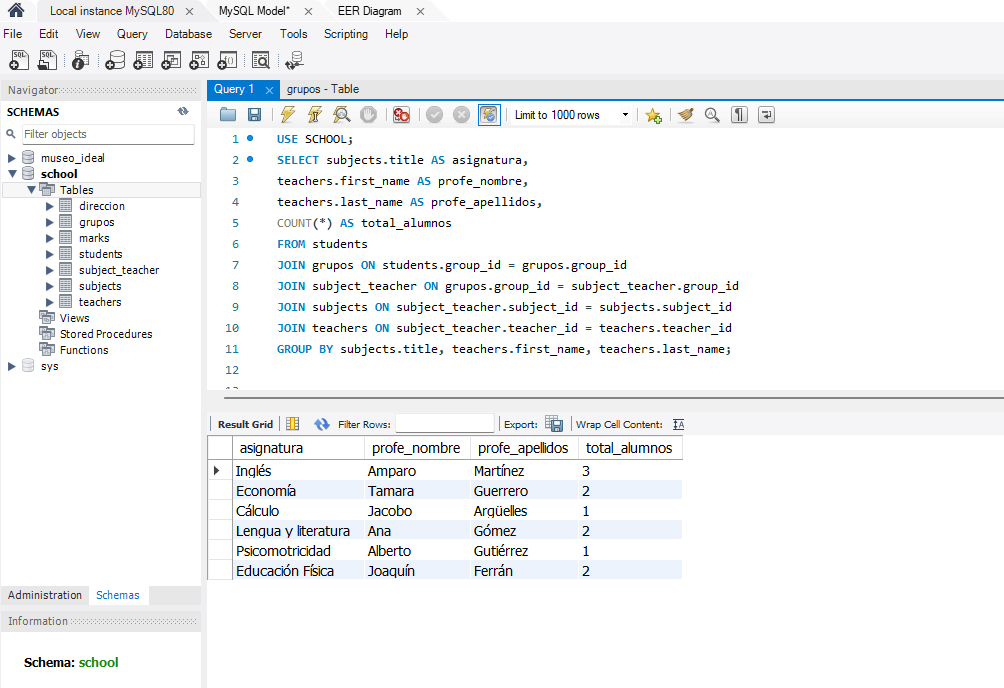 Local instance MySQL80 MySQL Model* EER Diagram
File Edit View Query Database Server Tools Scripting Help
Navigator
Query 1 grupos - Table
SCHEMAS
Filter objects
museo_ideal
school
Tables
direccion
grupos
marks
students
subject_teacher
subjects
teachers
Views
Stored Procedures
Functions
sys
Administration Schemas
Information
Schema: school
Limit to 1000 rows
1 USE SCHOOL;
2 SELECT subjects.title AS asignatura,
3 teachers.first_name AS profe_nombre,
4 teachers.last_name AS profe_apellidos,
5 COUNT(*) AS total_alumnos
6 FROM students
7 JOIN grupos ON students.group_id = grupos.group_id
8 JOIN subject_teacher ON grupos.group_id = subject_teacher.group_id
9 JOIN subjects ON subject_teacher.subject_id = subjects.subject_id
10 JOIN teachers ON subject_teacher.teacher_id = teachers.teacher_id
11 GROUP BY subjects.title, teachers.first_name, teachers.last_name;
12
Result Grid Filter Rows: Export: Wrap Cell Content:
asignatura profe_nombre profe_apellidos total_alumnos
Inglés Amparo Martínez 3
Economía Tamara Guerrero 2
Cálculo Jacobo Argüelles 1
Lengua y literatura Ana Gómez 2
Psicomotricidad Alberto Gutiérrez 1
Educación Física Joaquín Ferrán 2